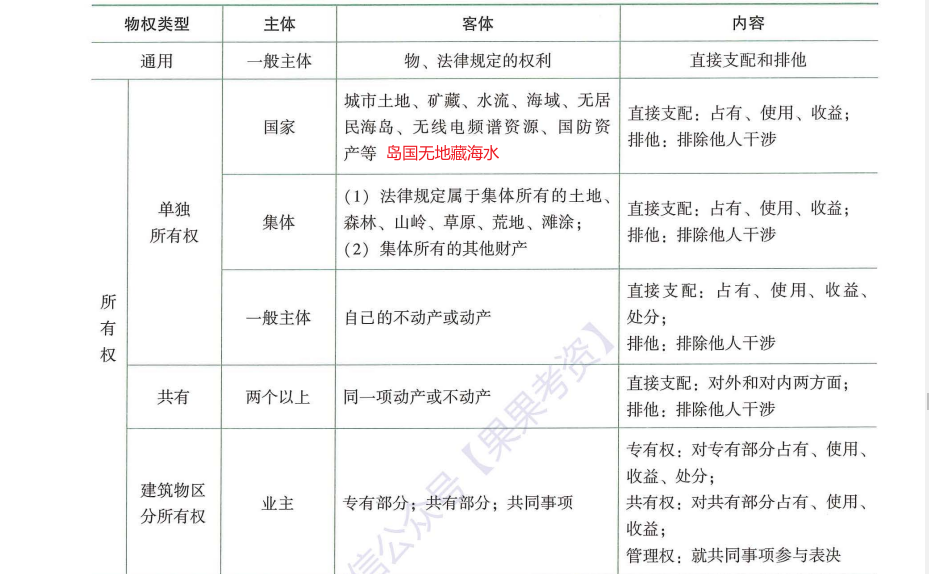 物权类型 主体 客体 内容
通用 一般主体 物、法律规定的权利 直接支配和排他
所有权
单独
所有权
国家
城市土地、矿藏、水流、海域、无居
民海岛、无线电频谱资源、国防资
产等 岛国无地藏海水
直接支配：占有、使用、收益；
排他：排除他人干涉
集体
（1）法律规定属于集体所有的土地、
森林、山岭、草原、荒地、滩涂；
（2）集体所有的其他财产
直接支配：占有、使用、收益；
排他：排除他人干涉
一般主体
自己的不动产或动产
直接支配：占有、使用、收益、
处分；
排他：排除他人干涉
共有
两个以上
同一项动产或不动产
直接支配：对外和对内两方面；
排他：排除他人干涉
建筑物区
分所有权
业主
专有部分；共有部分；共同事项
专有权：对专有部分占有、使用、
收益、处分；
共有权：对共有部分占有、使用、
收益；
管理权：就共同事项参与表决
信公众号【果果考资】